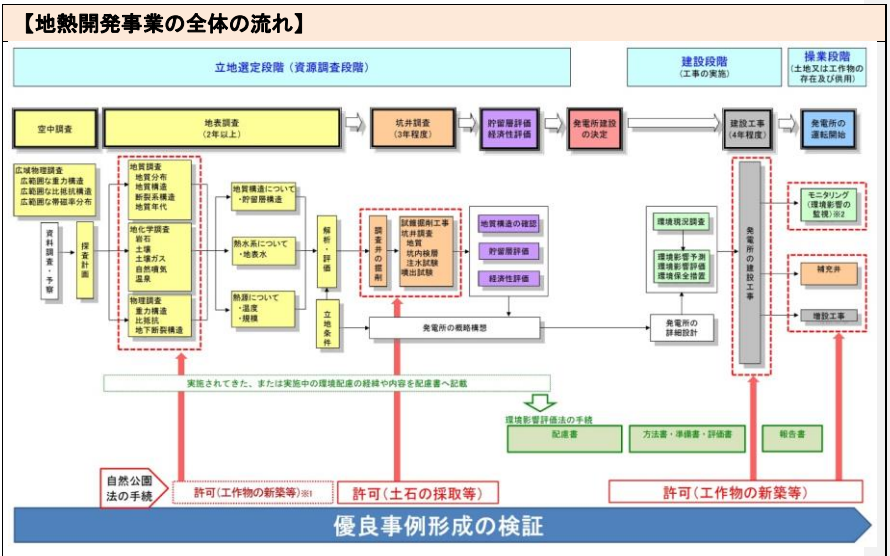 【地熱開発事業の全体の流れ】
立地選定段階(資源調査段階)
建設段階
(工事の実施)
操業段階
(土地又は工作物の
存在及び供用)
空中調査
地表調査
(2年以上)
坑井調査
(3年程度)
貯留層評価
経済性評価
発電所建設
の決定
建設工事
(4年程度)
発電所の
運転開始
広域物理調査
広範囲な重力構造
広範囲な比抵抗構造
広範囲な帯磁率分布
資料調査・予察
探査計画
地質調査
地質分布
地質構造
断裂系構造
地質年代
地化学調査
岩石
土壌
土壌ガス
自然噴気
温泉
物理調査
重力構造
比抵抗
地下断裂構造
地質構造について
・貯留層構造
熱水系について
・地表水
熱源について
・温度
・規模
解析・評価
立地条件
調査井の掘削
試錐掘削工事
坑井調査
地質
坑内検層
注水試験
噴出試験
地質構造の確認
貯留層評価
経済性評価
発電所の概略構想
環境現況調査
環境影響予測
環境影響評価
環境保全措置
発電所の
詳細設計
発電所の建設工事
モニタリング
(環境影響の
監視)※2
補充井
増設工事
実施されてきた、または実施中の環境配慮の経緯や内容を配慮書へ記載
環境影響評価法の手続
配慮書
方法書・準備書・評価書
報告書
自然公園
法の手続
許可(工作物の新築等)※1
許可(土石の採取等)
許可(工作物の新築等)
優良事例形成の検証